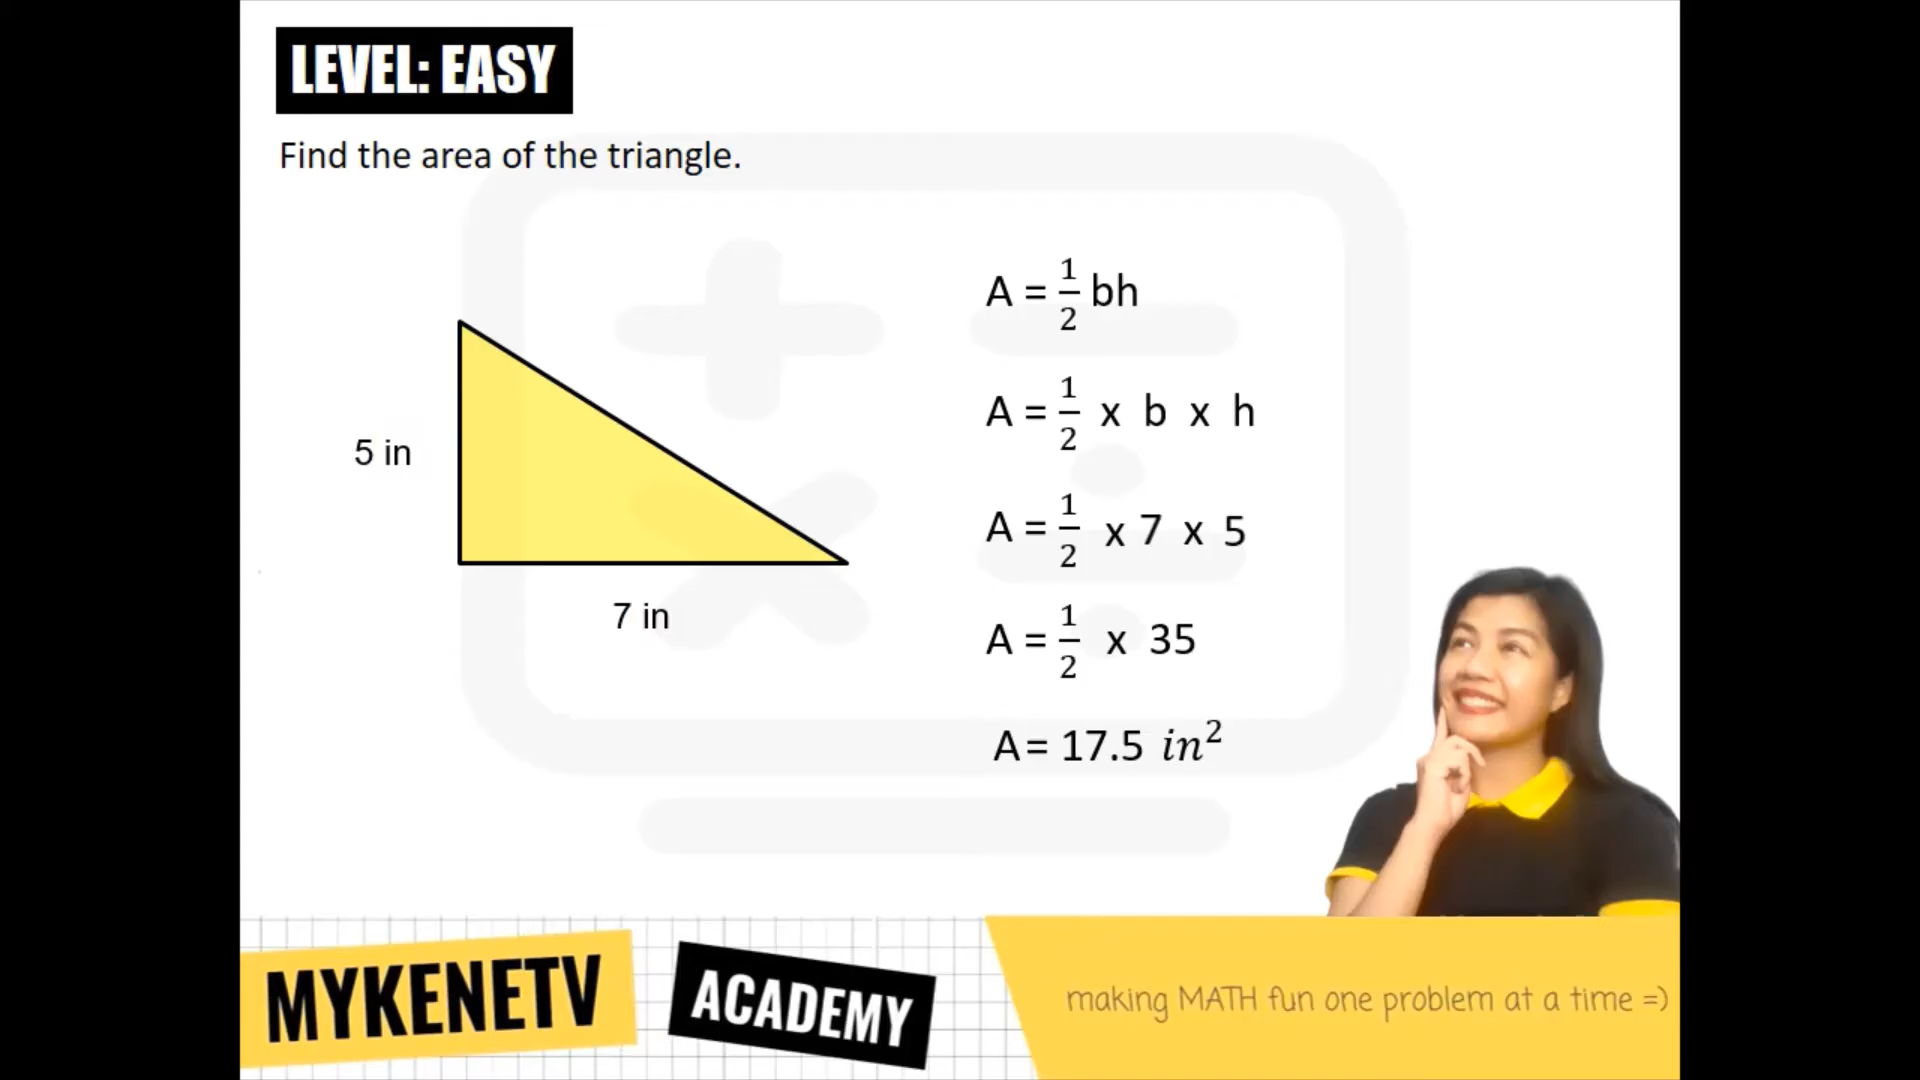 LEVEL: EASY
Find the area of the triangle.
5 in
7 in
A = 1/2 bh
A = 1/2 x b x h
A = 1/2 x 7 x 5
A = 1/2 x 35
A = 17.5 in²
MYKENETV
ACADEMY
making MATH fun one problem at a time =)